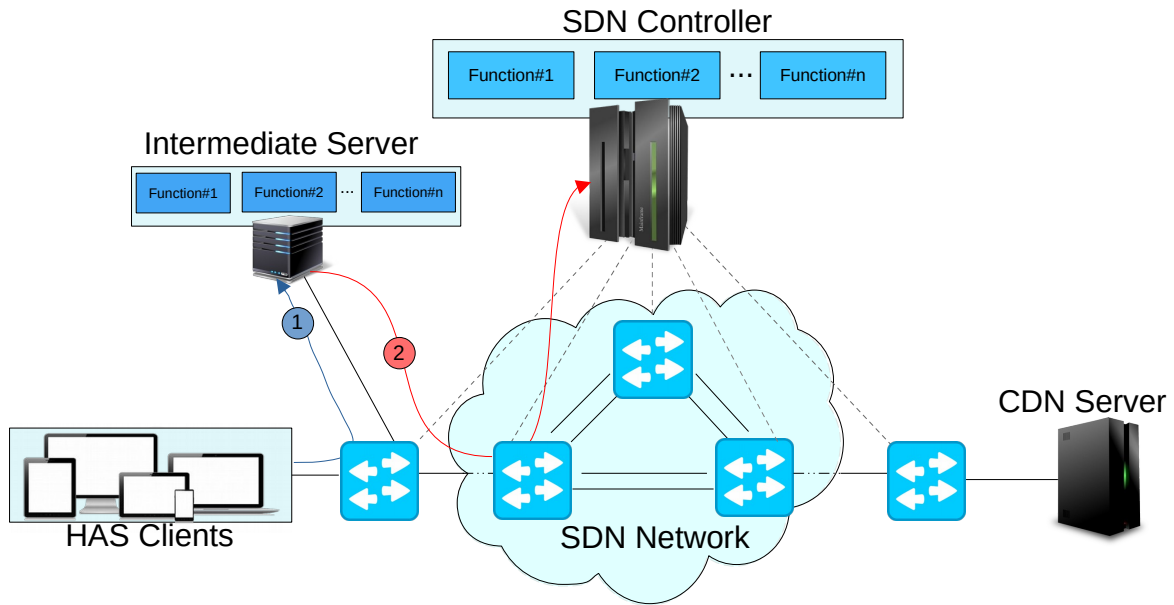 SDN Controller
Function#1 Function#2 ... Function#n
Intermediate Server
Function#1 Function#2 ... Function#n
Mainframe
1
2
CDN Server
HAS Clients
SDN Network